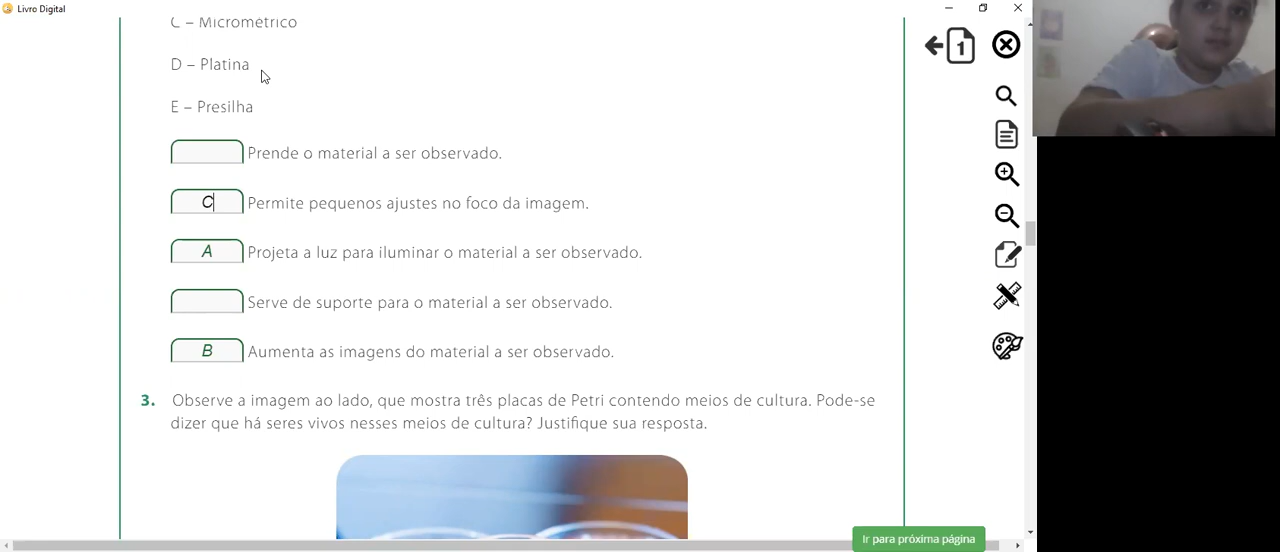 Livro Digital
C – Micrométrico
D – Platina
E – Presilha
Prende o material a ser observado.
C Permite pequenos ajustes no foco da imagem.
A Projeta a luz para iluminar o material a ser observado.
Serve de suporte para o material a ser observado.
B Aumenta as imagens do material a ser observado.
3. Observe a imagem ao lado, que mostra três placas de Petri contendo meios de cultura. Pode-se
dizer que há seres vivos nesses meios de cultura? Justifique sua resposta.
Ir para próxima página
1